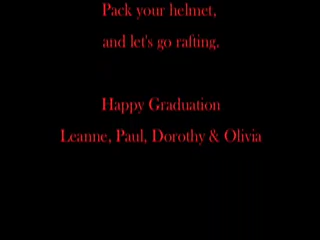 Pack your helmet,
and let's go rafting.
Happy Graduation
Leanne, Paul, Dorothy & Olivia